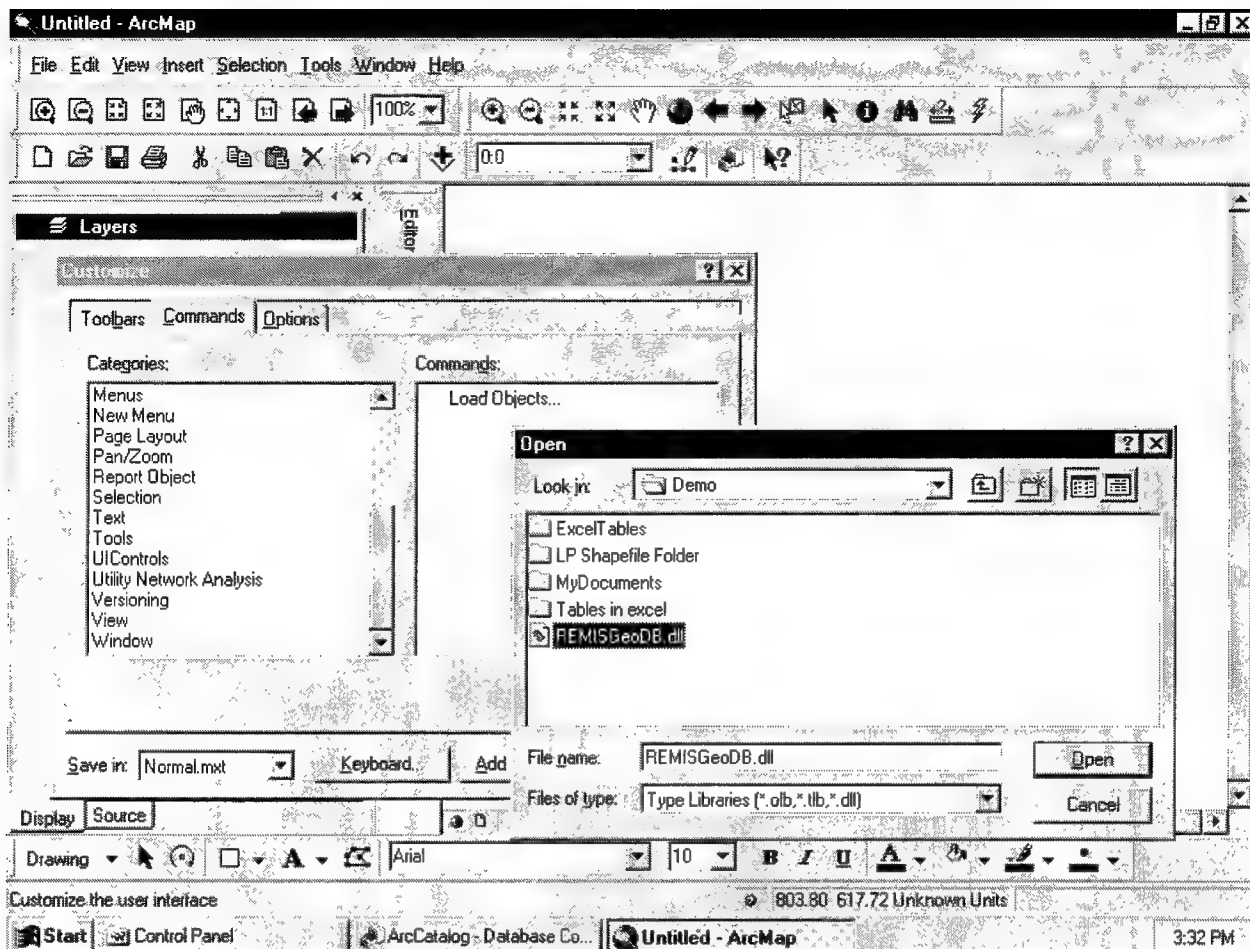 Untitled - ArcMap
File Edit View Insert Selection Tools Window Help
1:1 100%
0:0
Layers
Editor
Customize
Toolbars Commands Options
Categories: Commands:
Menus
New Menu
Page Layout
Pan/Zoom
Report Object
Selection
Text
Tools
UIControls
Utility Network Analysis
Versioning
View
Window
Load Objects...
Save in: Normal.mxt Keyboard... Add
Open
Look in: Demo
ExcelTables
LP Shapefile Folder
MyDocuments
Tables in excel
REMISGeoDB.dll
File name: REMISGeoDB.dll Open
Files of type: Type Libraries (*.olb,*.tlb,*.dll) Cancel
Display Source
Drawing A Arial 10 B I U A
Customize the user interface 803.80 617.72 Unknown Units
Start Control Panel ArcCatalog - Database Co... Untitled - ArcMap 3:32 PM